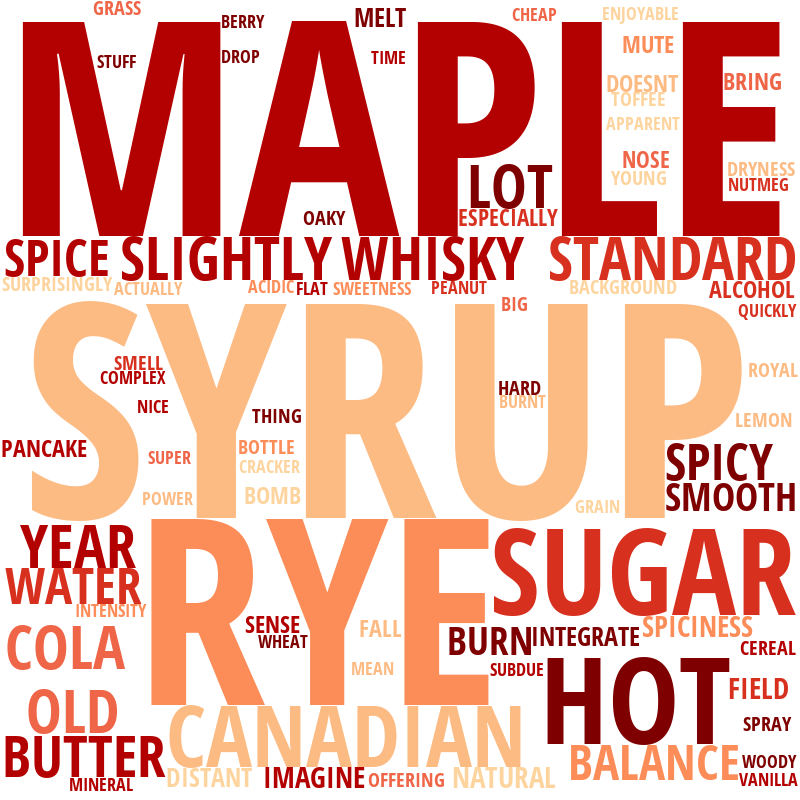 GRASS
BERRY
MELT
CHEAP
ENJOYABLE
MAPLE
STUFF
DROP
TIME
MUTE
DOESNT
TOFFEE
BRING
APPARENT
NOSE
YOUNG
DRYNESS
NUTMEG
LOT
OAKY
ESPECIALLY
SPICE
SLIGHTLY
WHISKY
STANDARD
SURPRISINGLY
ACTUALLY
ACIDIC
FLAT
SWEETNESS
PEANUT
BACKGROUND
ALCOHOL
BIG
QUICKLY
SYRUP
SMELL
COMPLEX
ROYAL
HARD
BURNT
NICE
THING
LEMON
PANCAKE
SUPER
BOTTLE
CRACKER
SPICY
SMOOTH
POWER
BOMB
GRAIN
YEAR
RYE
SUGAR
WATER
INTENSITY
COLA
SENSE
WHEAT
FALL
BURN
INTEGRATE
SPICINESS
CEREAL
MEAN
SUBDUE
HOT
FIELD
OLD
CANADIAN
SPRAY
BUTTER
BALANCE
WOODY
MINERAL
DISTANT
IMAGINE
OFFERING
NATURAL
VANILLA